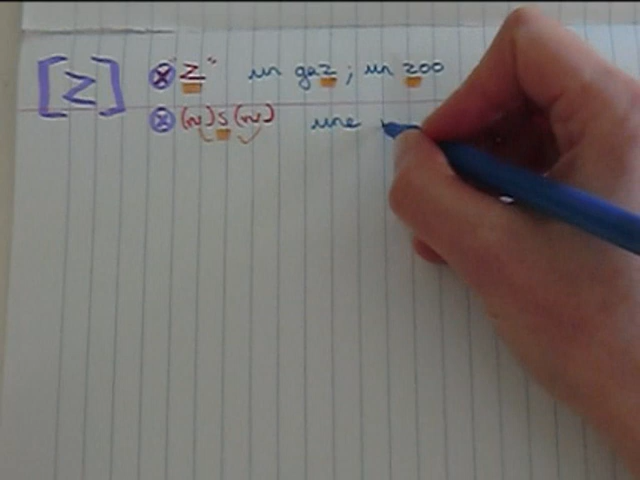 [z] ⊗ "z" un gaz ; un zoo
⊗ (v) s (v) une